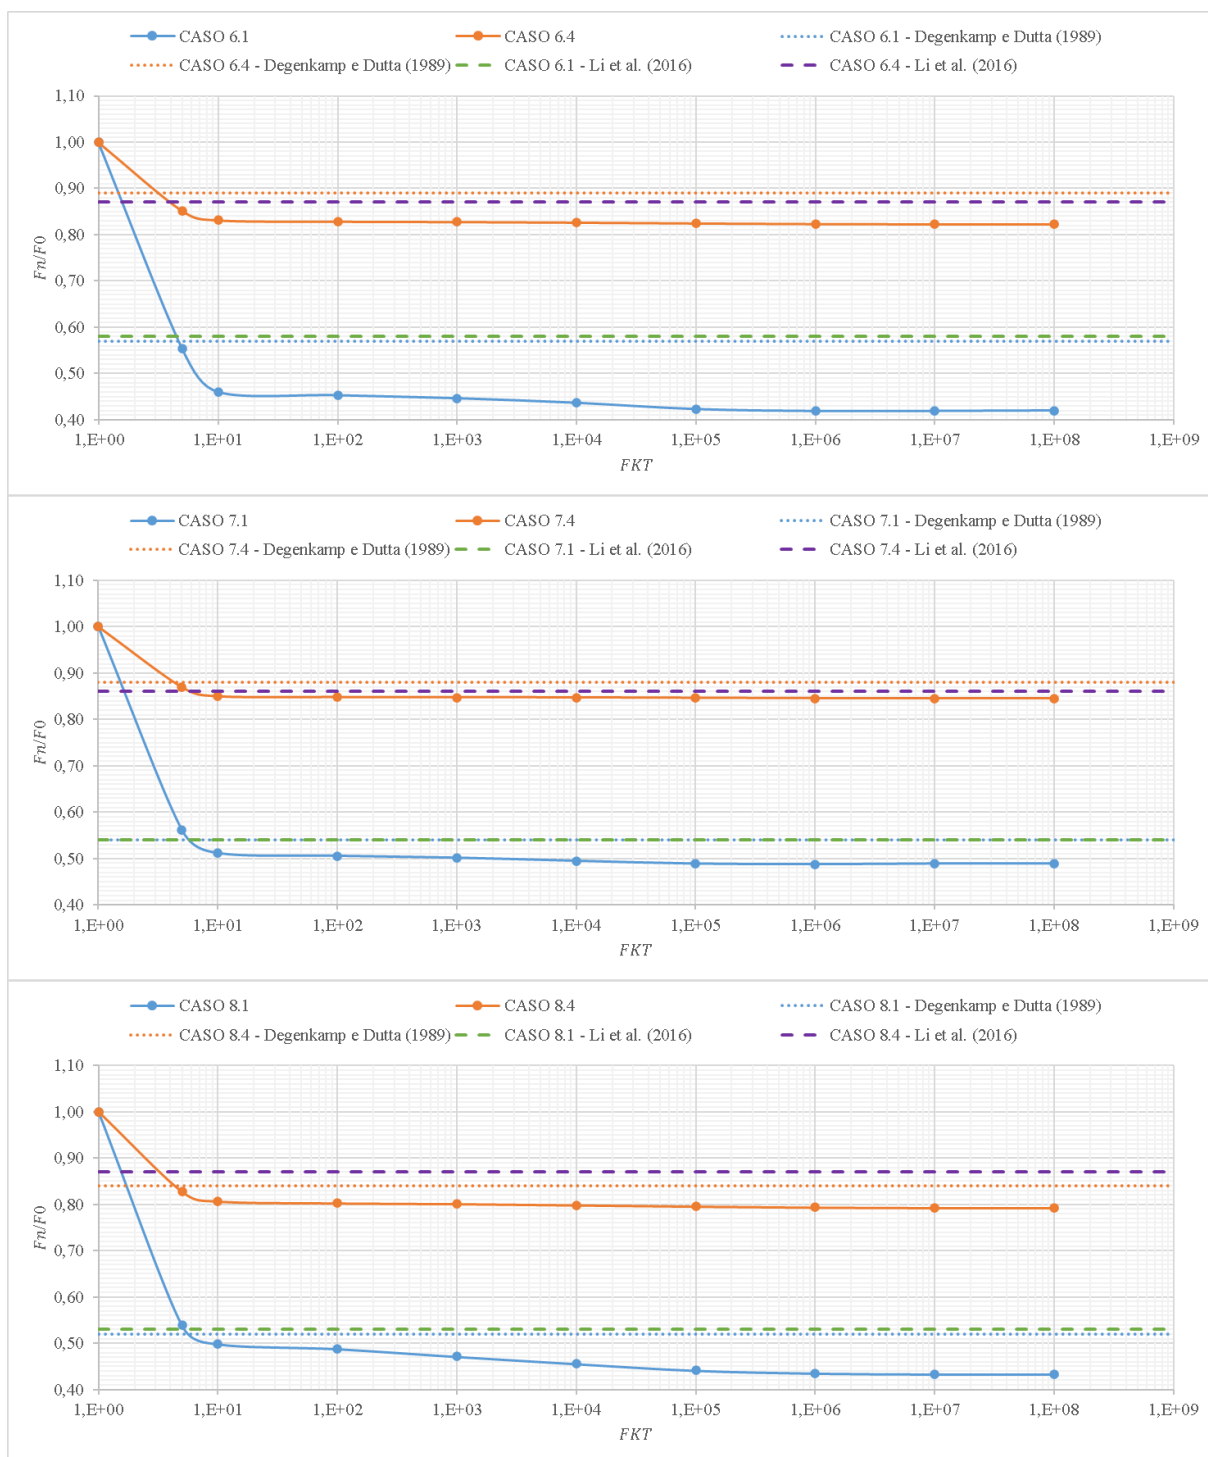 CASO 6.1 CASO 6.4 CASO 6.1 - Degenkamp e Dutta (1989)
CASO 6.4 - Degenkamp e Dutta (1989) CASO 6.1 - Li et al. (2016) CASO 6.4 - Li et al. (2016)
1,10
1,00
0,90
0,80
0,70
0,60
0,50
0,40
Fn/F0
1,E+00 1,E+01 1,E+02 1,E+03 1,E+04 1,E+05 1,E+06 1,E+07 1,E+08 1,E+09
FKT
CASO 7.1 CASO 7.4 CASO 7.1 - Degenkamp e Dutta (1989)
CASO 7.4 - Degenkamp e Dutta (1989) CASO 7.1 - Li et al. (2016) CASO 7.4 - Li et al. (2016)
1,10
1,00
0,90
0,80
0,70
0,60
0,50
0,40
Fn/F0
1,E+00 1,E+01 1,E+02 1,E+03 1,E+04 1,E+05 1,E+06 1,E+07 1,E+08 1,E+09
FKT
CASO 8.1 CASO 8.4 CASO 8.1 - Degenkamp e Dutta (1989)
CASO 8.4 - Degenkamp e Dutta (1989) CASO 8.1 - Li et al. (2016) CASO 8.4 - Li et al. (2016)
1,10
1,00
0,90
0,80
0,70
0,60
0,50
0,40
Fn/F0
1,E+00 1,E+01 1,E+02 1,E+03 1,E+04 1,E+05 1,E+06 1,E+07 1,E+08 1,E+09
FKT